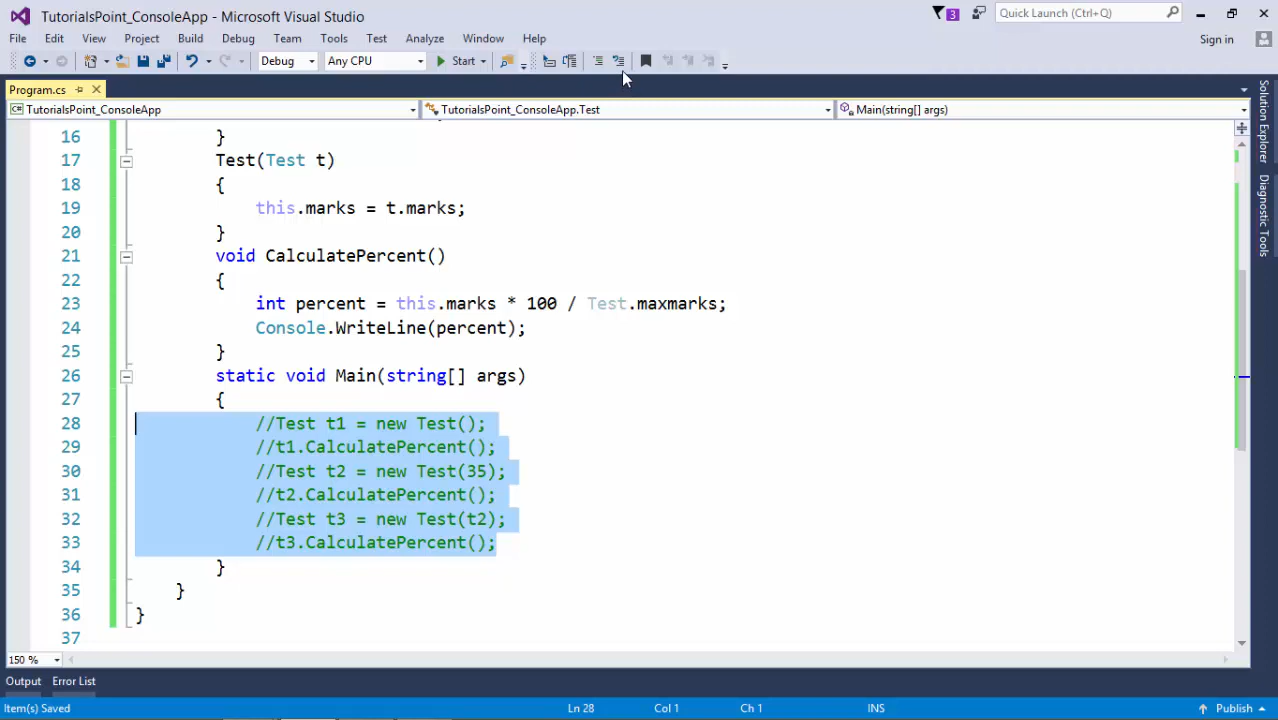 TutorialsPoint_ConsoleApp - Microsoft Visual Studio
3
Quick Launch (Ctrl+Q)
File Edit View Project Build Debug Team Tools Test Analyze Window Help
Sign in
Debug Any CPU Start
Program.cs
TutorialsPoint_ConsoleApp TutorialsPoint_ConsoleApp.Test Main(string[] args)
16 }
17 Test(Test t)
18 {
19 this.marks = t.marks;
20 }
21 void CalculatePercent()
22 {
23 int percent = this.marks * 100 / Test.maxmarks;
24 Console.WriteLine(percent);
25 }
26 static void Main(string[] args)
27 {
28 //Test t1 = new Test();
29 //t1.CalculatePercent();
30 //Test t2 = new Test(35);
31 //t2.CalculatePercent();
32 //Test t3 = new Test(t2);
33 //t3.CalculatePercent();
34 }
35 }
36 }
37
Solution Explorer
Diagnostic Tools
150 %
Output Error List
Item(s) Saved Ln 28 Col 1 Ch 1 INS Publish